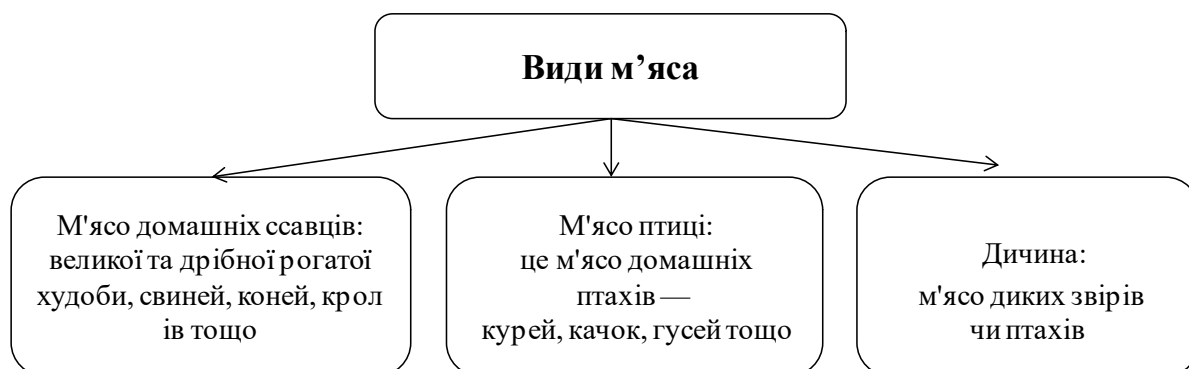 Види м’яса
М'ясо домашніх ссавців:
великої та дрібної рогатої
худоби, свиней, коней, крол
ів тощо
М'ясо птиці:
це м'ясо домашніх
птахів —
курей, качок, гусей тощо
Дичина:
м'ясо диких звірів
чи птахів